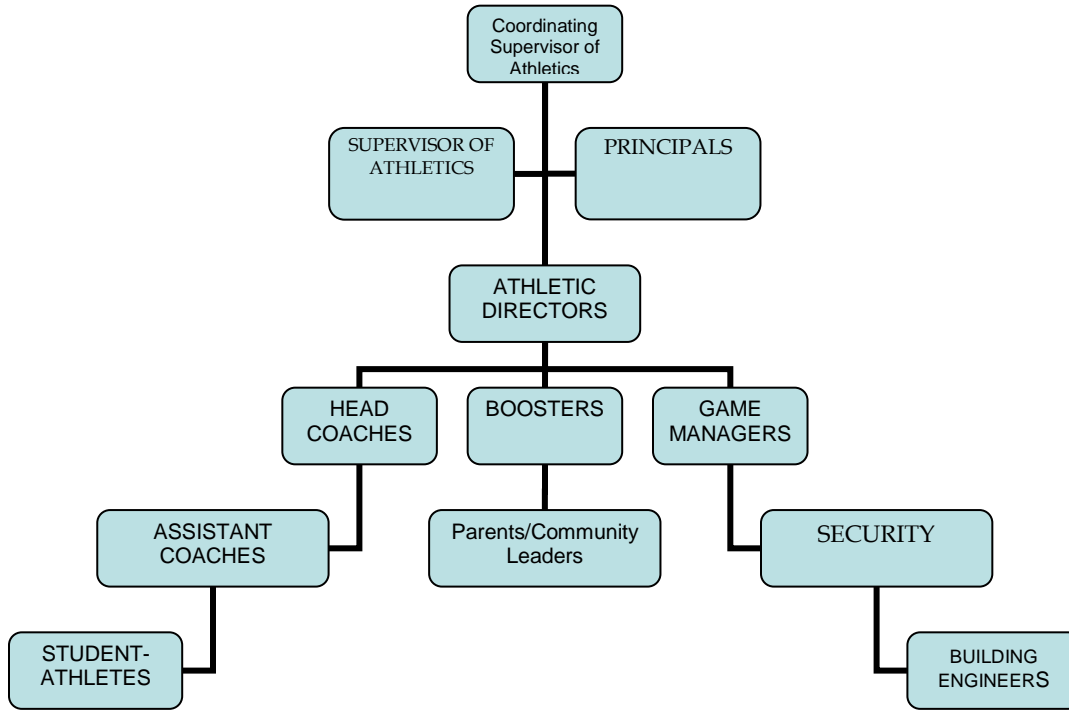 Coordinating
Supervisor of
Athletics
SUPERVISOR OF
ATHLETICS
PRINCIPALS
ATHLETIC
DIRECTORS
HEAD
COACHES
BOOSTERS
GAME
MANAGERS
ASSISTANT
COACHES
Parents/Community
Leaders
SECURITY
STUDENT-
ATHLETES
BUILDING
ENGINEERS